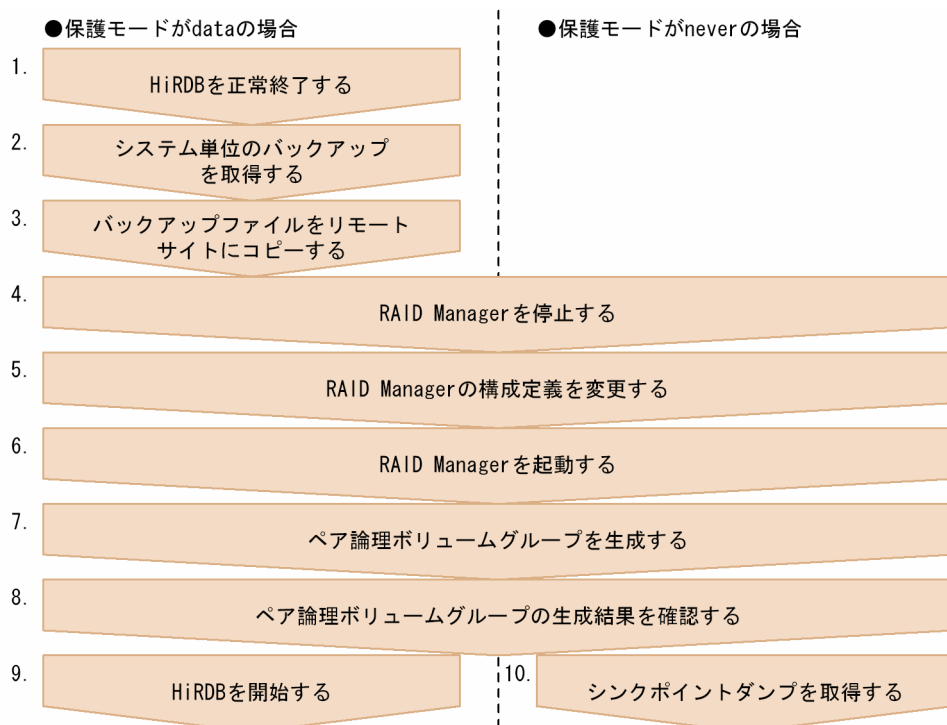 ●保護モードがdataの場合
●保護モードがneverの場合
1.
HiRDBを正常終了する
2.
システム単位のバックアップ
を取得する
3.
バックアップファイルをリモート
サイトにコピーする
4.
RAID Managerを停止する
5.
RAID Managerの構成定義を変更する
6.
RAID Managerを起動する
7.
ペア論理ボリュームグループを生成する
8.
ペア論理ボリュームグループの生成結果を確認する
9.
HiRDBを開始する
10.
シンクポイントダンプを取得する